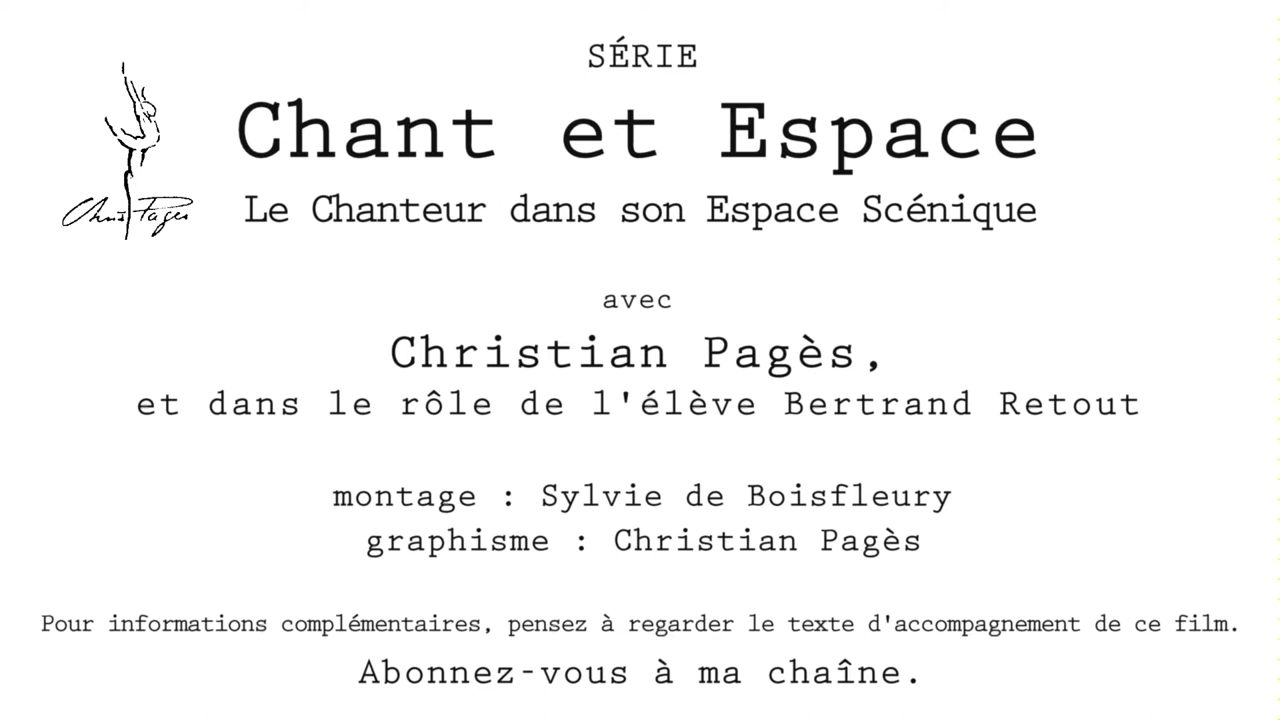 SÉRIE
Chant et Espace
Le Chanteur dans son Espace Scénique
Chris Pagès
avec
Christian Pagès,
et dans le rôle de l'élève Bertrand Retout
montage : Sylvie de Boisfleury
graphisme : Christian Pagès
Pour informations complémentaires, pensez à regarder le texte d'accompagnement de ce film.
Abonnez-vous à ma chaîne.